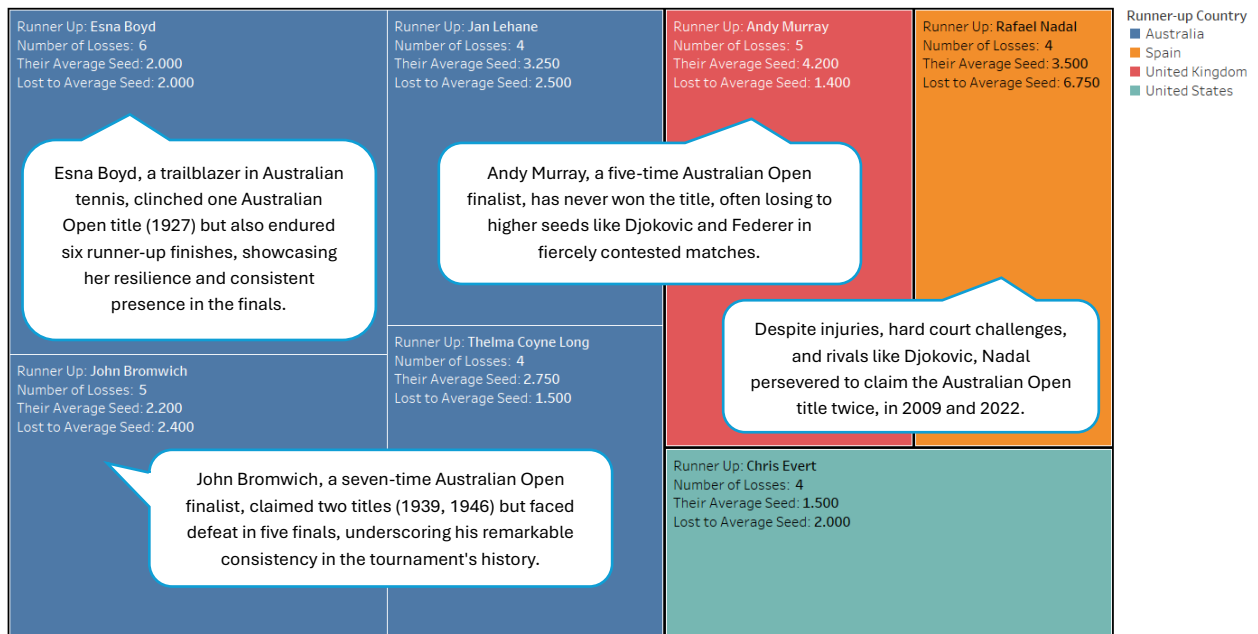 Runner Up: Esna Boyd
Number of Losses: 6
Their Average Seed: 2.000
Lost to Average Seed: 2.000
Runner Up: Jan Lehane
Number of Losses: 4
Their Average Seed: 3.250
Lost to Average Seed: 2.500
Runner Up: Andy Murray
Number of Losses: 5
Their Average Seed: 4.200
Lost to Average Seed: 1.400
Runner Up: Rafael Nadal
Number of Losses: 4
Their Average Seed: 3.500
Lost to Average Seed: 6.750
Runner-up Country
Australia
Spain
United Kingdom
United States
Esna Boyd, a trailblazer in Australian
tennis, clinched one Australian
Open title (1927) but also endured
six runner-up finishes, showcasing
her resilience and consistent
presence in the finals.
Andy Murray, a five-time Australian Open
finalist, has never won the title, often losing to
higher seeds like Djokovic and Federer in
fiercely contested matches.
Despite injuries, hard court challenges,
and rivals like Djokovic, Nadal
persevered to claim the Australian Open
title twice, in 2009 and 2022.
Runner Up: John Bromwich
Number of Losses: 5
Their Average Seed: 2.200
Lost to Average Seed: 2.400
Runner Up: Thelma Coyne Long
Number of Losses: 4
Their Average Seed: 2.750
Lost to Average Seed: 1.500
John Bromwich, a seven-time Australian Open
finalist, claimed two titles (1939, 1946) but faced
defeat in five finals, underscoring his remarkable
consistency in the tournament's history.
Runner Up: Chris Evert
Number of Losses: 4
Their Average Seed: 1.500
Lost to Average Seed: 2.000